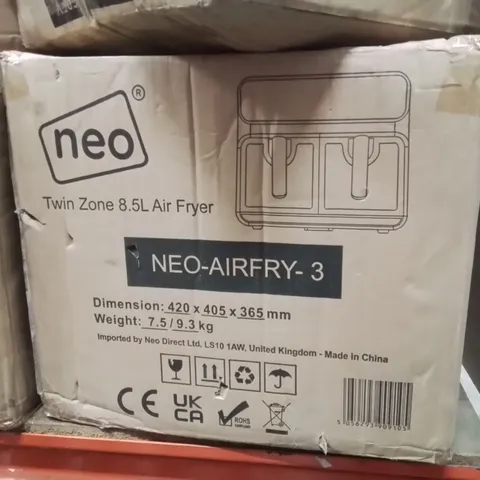 neo®
Twin Zone 8.5L Air Fryer
NEO-AIRFRY- 3
Dimension: 420 x 405 x 365 mm
Weight: 7.5 / 9.3 kg
Imported by Neo Direct Ltd, LS10 1AW, United Kingdom - Made in China
CE UK CA ROHS